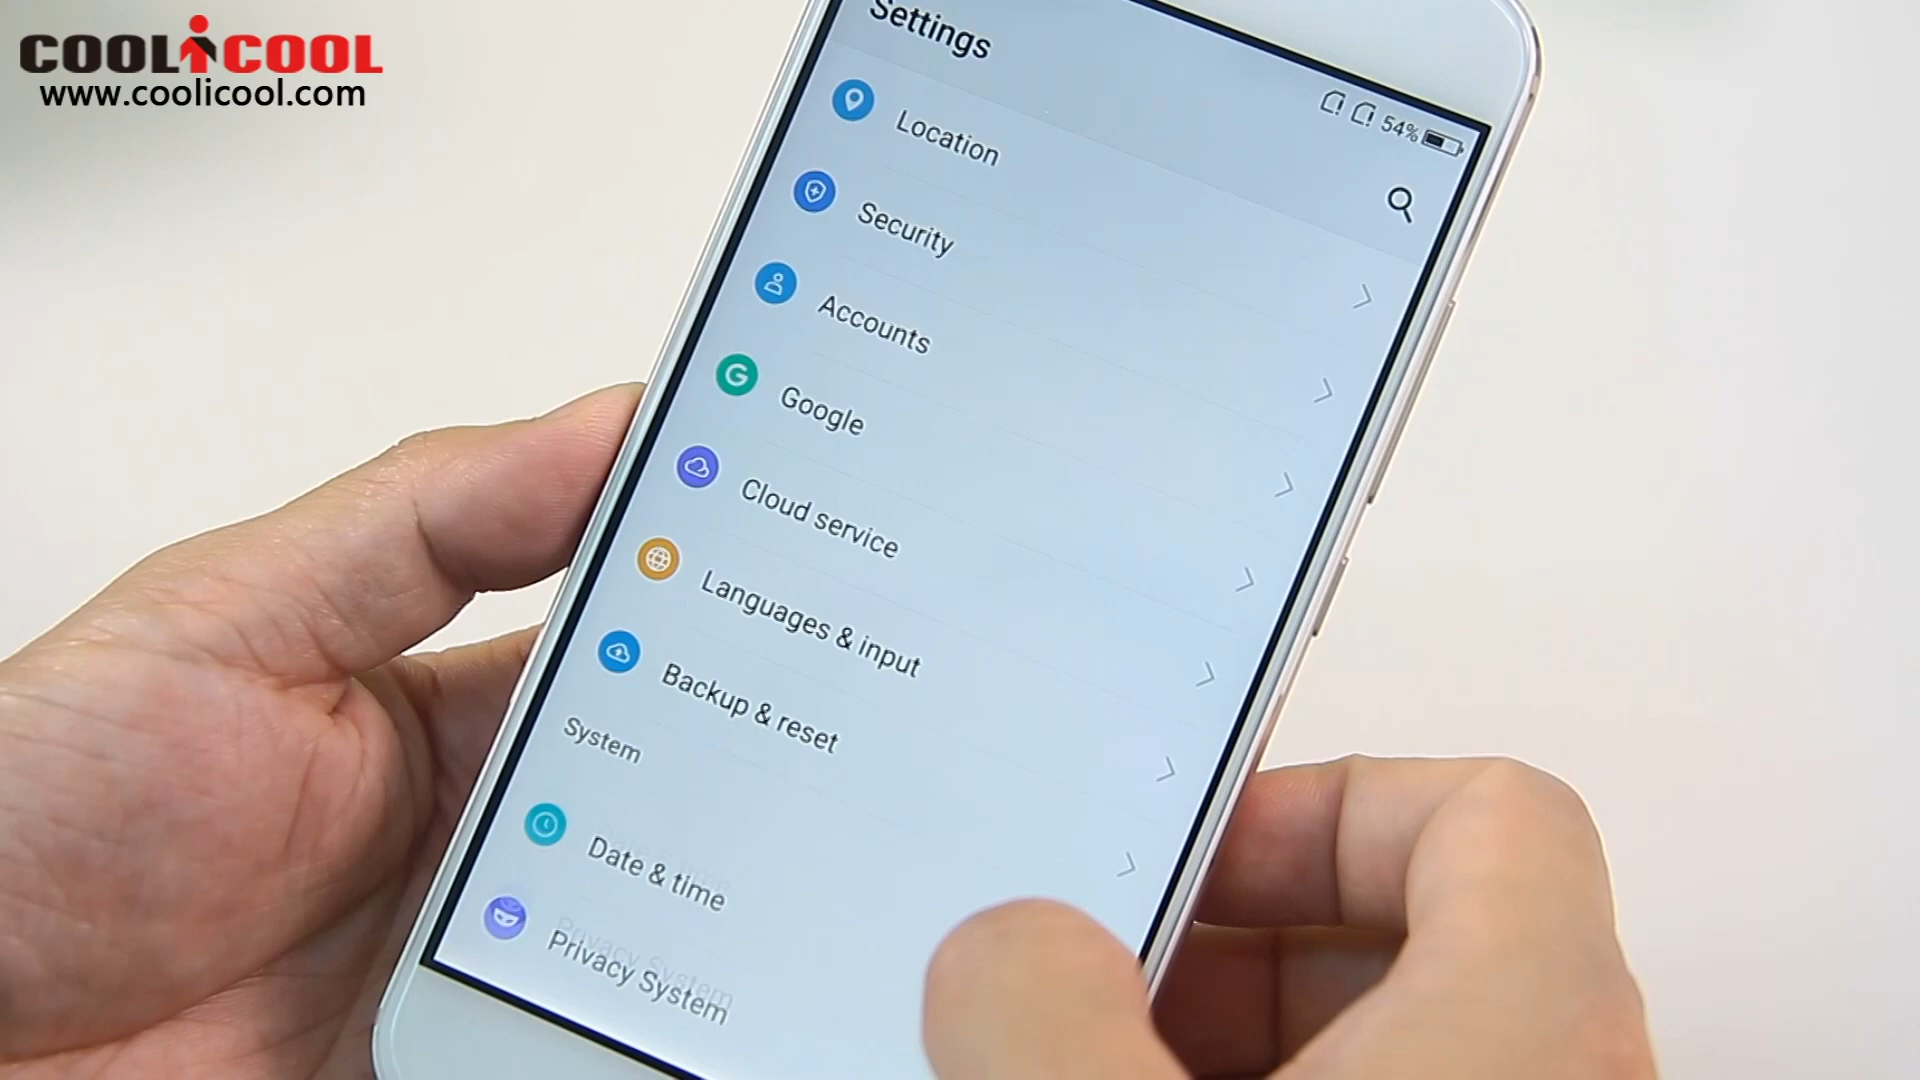 COOLiCOOL
www.coolicool.com
Settings
54%
Location
Security
Accounts
Google
Cloud service
Languages & input
Backup & reset
System
Date & time
Privacy System